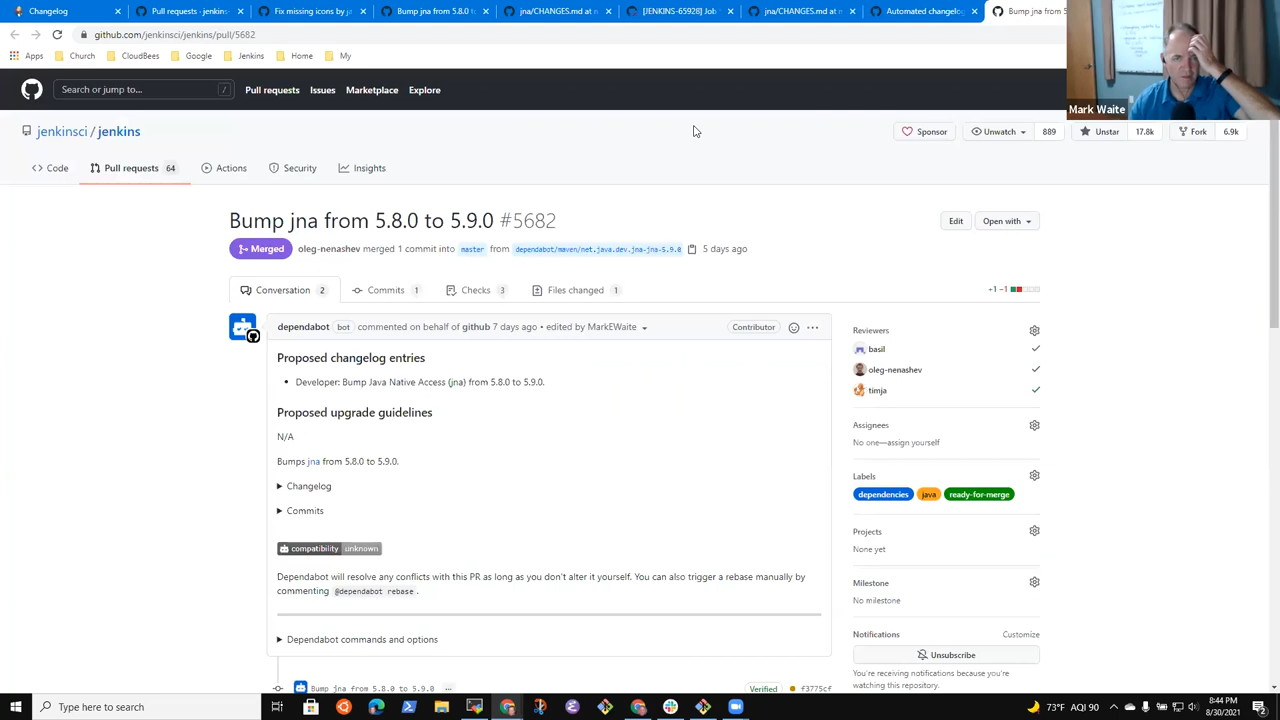 Changelog
Pull requests · jenkins-
Fix missing icons by ja
Bump jna from 5.8.0 to
jna/CHANGES.md at n
[JENKINS-65928] Job
jna/CHANGES.md at m
Automated changelog
Bump jna from 5
github.com/jenkinsci/jenkins/pull/5682
Apps Church CloudBees Google Jenkins Home My
Search or jump to... /
Pull requests Issues Marketplace Explore
Mark Waite
jenkinsci / jenkins
Sponsor Unwatch 889 Unstar 17.8k Fork 6.9k
Code Pull requests 64 Actions Security Insights
Bump jna from 5.8.0 to 5.9.0 #5682
Edit Open with
Merged oleg-nenashev merged 1 commit into master from dependabot/maven/net.java.dev.jna-jna-5.9.0 5 days ago
Conversation 2 Commits 1 Checks 3 Files changed 1
+1 −1
dependabot bot commented on behalf of github 7 days ago • edited by MarkEWaite
Contributor
Proposed changelog entries
• Developer: Bump Java Native Access (jna) from 5.8.0 to 5.9.0.
Proposed upgrade guidelines
N/A
Bumps jna from 5.8.0 to 5.9.0.
Changelog
Commits
compatibility unknown
Dependabot will resolve any conflicts with this PR as long as you don't alter it yourself. You can also trigger a rebase manually by
commenting @dependabot rebase .
Dependabot commands and options
Bump jna from 5.8.0 to 5.9.0 ...
Verified f3775cf
Reviewers
basil
oleg-nenashev
timja
Assignees
No one—assign yourself
Labels
dependencies java ready-for-merge
Projects
None yet
Milestone
No milestone
Notifications Customize
Unsubscribe
You're receiving notifications because you're
watching this repository.
Type here to search
73°F AQI 90
8:44 PM
8/30/2021
2